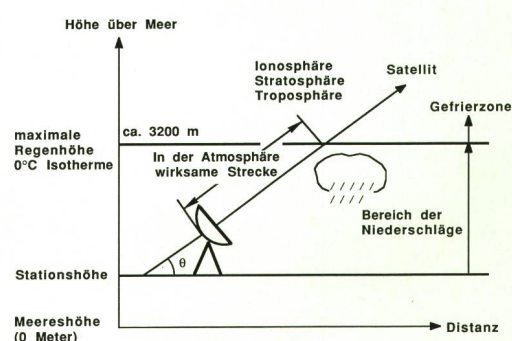 Höhe über Meer
Ionosphäre
Stratosphäre
Troposphäre
Satellit
Gefrierzone
maximale
Regenhöhe
0°C Isotherme
ca. 3200 m
In der Atmosphäre
wirksame Strecke
Bereich der
Niederschläge
θ
Stationshöhe
Meereshöhe
(0 Meter)
Distanz